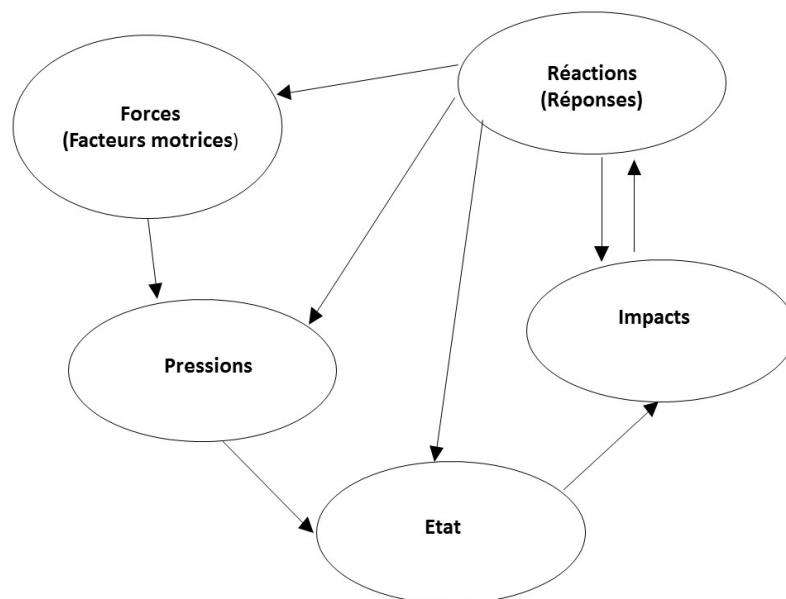 Réactions
(Réponses)
Forces
(Facteurs motrices)
Impacts
Pressions
Etat